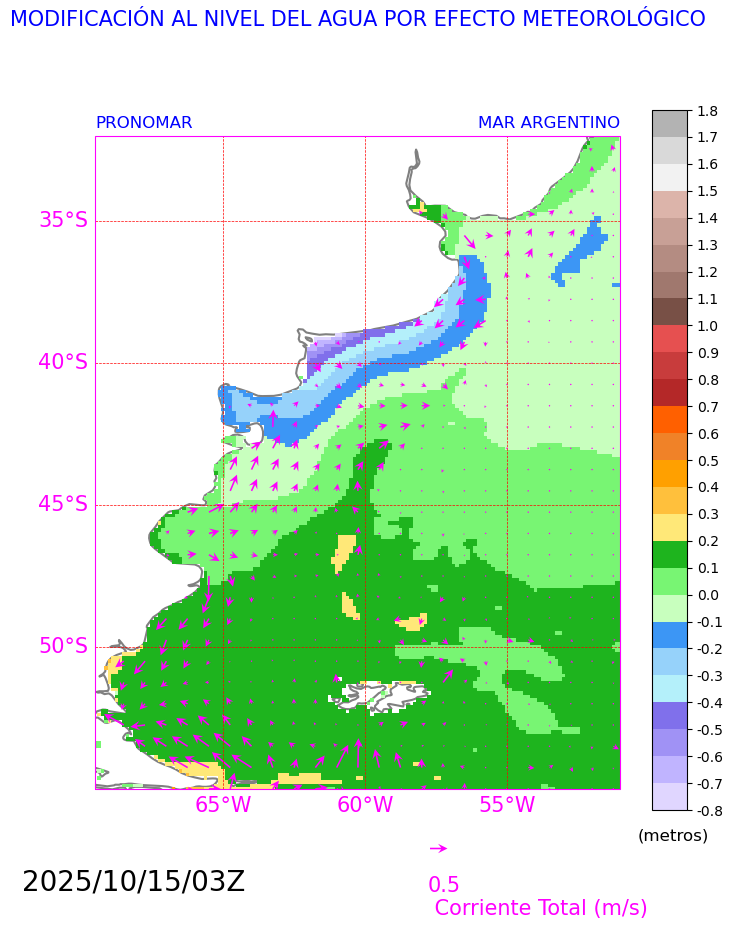 MODIFICACIÓN AL NIVEL DEL AGUA POR EFECTO METEOROLÓGICO
PRONOMAR
MAR ARGENTINO
35°S
40°S
45°S
50°S
65°W
60°W
55°W
1.8
1.7
1.6
1.5
1.4
1.3
1.2
1.1
1.0
0.9
0.8
0.7
0.6
0.5
0.4
0.3
0.2
0.1
0.0
-0.1
-0.2
-0.3
-0.4
-0.5
-0.6
-0.7
-0.8
(metros)
0.5
Corriente Total (m/s)
2025/10/15/03Z